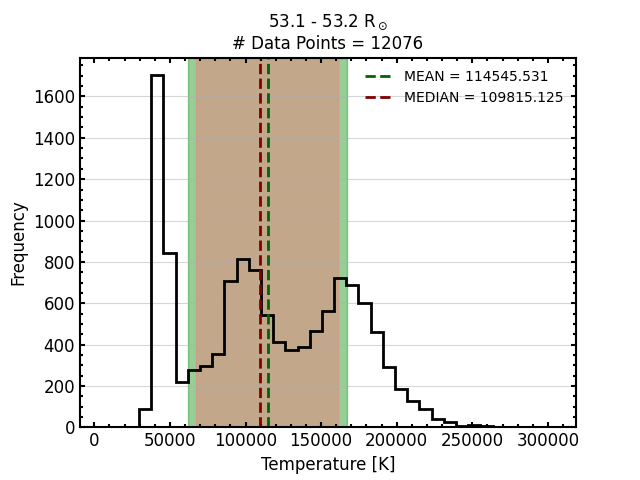 53.1 - 53.2 R⊙
# Data Points = 12076
MEAN = 114545.531
MEDIAN = 109815.125
Frequency
1600
1400
1200
1000
800
600
400
200
0
0 50000 100000 150000 200000 250000 300000
Temperature [K]